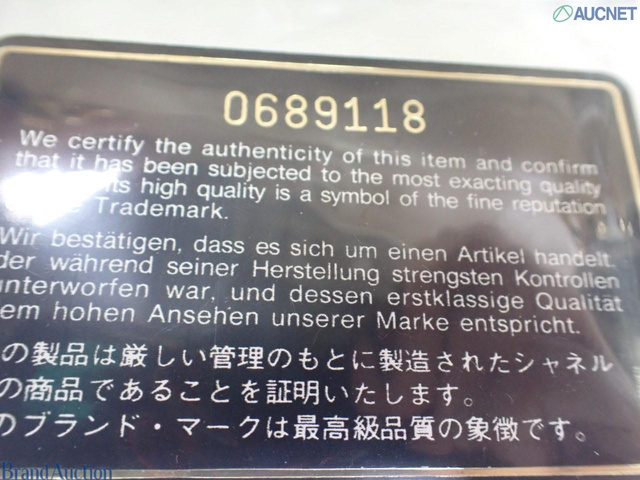 AUCNET
0689118
We certify the authenticity of this item and confirm
that it has been subjected to the most exacting quality
its high quality is a symbol of the fine reputation
Trademark.
Wir bestätigen, dass es sich um einen Artikel handelt.
der während seiner Herstellung strengsten Kontrollen
unterworfen war, und dessen erstklassige Qualität
em hohen Ansehen unserer Marke entspricht.
の製品は厳しい管理のもとに製造されたシャネル
の商品であることを証明いたします。
のブランド・マークは最高級品質の象徴です。
BrandAuction